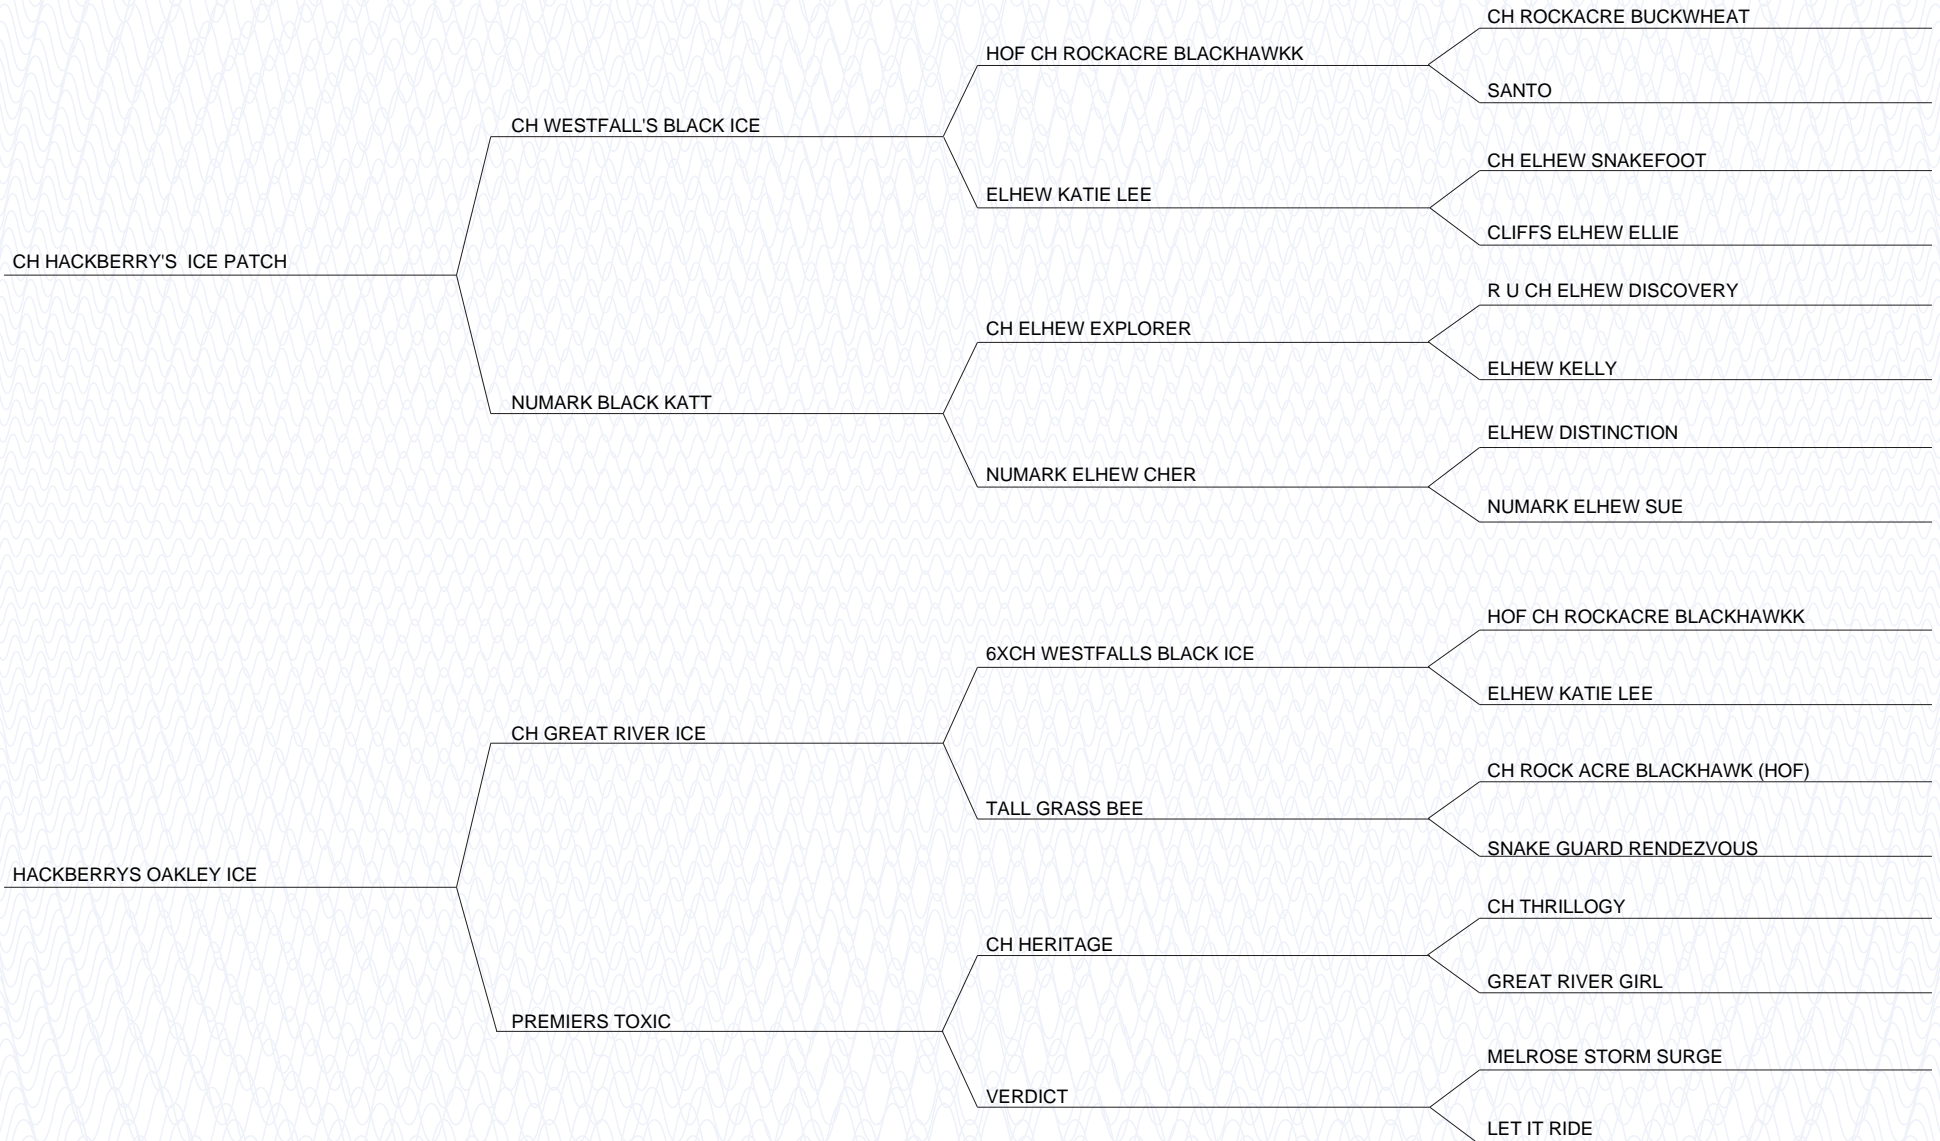 CH ROCKACRE BUCKWHEAT
HOF CH ROCKACRE BLACKHAWKK
SANTO
CH WESTFALL'S BLACK ICE
CH ELHEW SNAKEFOOT
ELHEW KATIE LEE
CLIFFS ELHEW ELLIE
CH HACKBERRY'S  ICE PATCH
R U CH ELHEW DISCOVERY
CH ELHEW EXPLORER
ELHEW KELLY
NUMARK BLACK KATT
ELHEW DISTINCTION
NUMARK ELHEW CHER
NUMARK ELHEW SUE
HOF CH ROCKACRE BLACKHAWKK
6XCH WESTFALLS BLACK ICE
ELHEW KATIE LEE
CH GREAT RIVER ICE
CH ROCK ACRE BLACKHAWK (HOF)
TALL GRASS BEE
SNAKE GUARD RENDEZVOUS
HACKBERRYS OAKLEY ICE
CH THRILLOGY
CH HERITAGE
GREAT RIVER GIRL
PREMIERS TOXIC
MELROSE STORM SURGE
VERDICT
LET IT RIDE